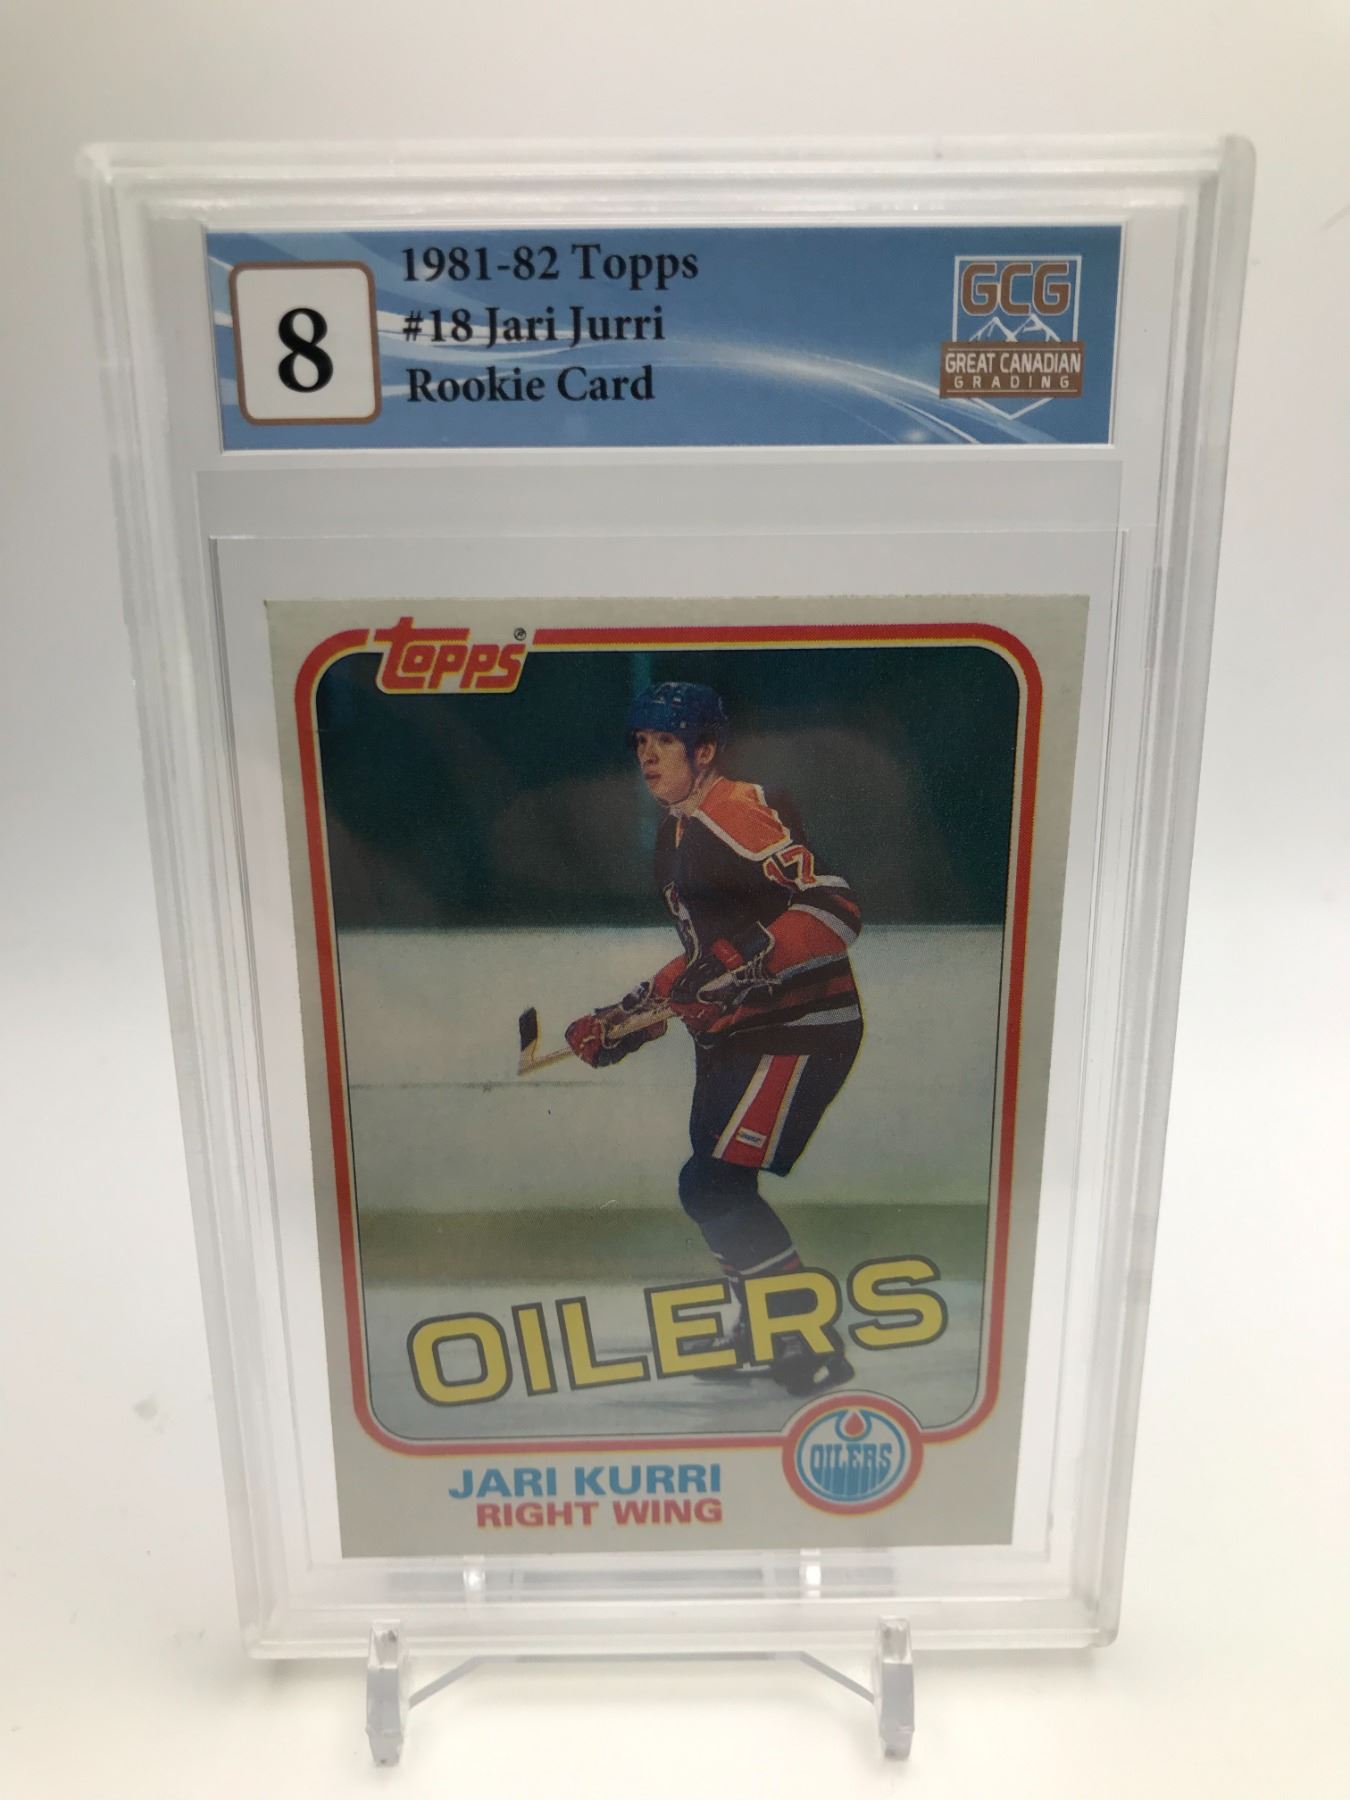 8
1981-82 Topps
#18 Jari Jurri
Rookie Card
GCG
GREAT CANADIAN
GRADING
topps®
17
OILERS
OILERS
JARI KURRI
RIGHT WING